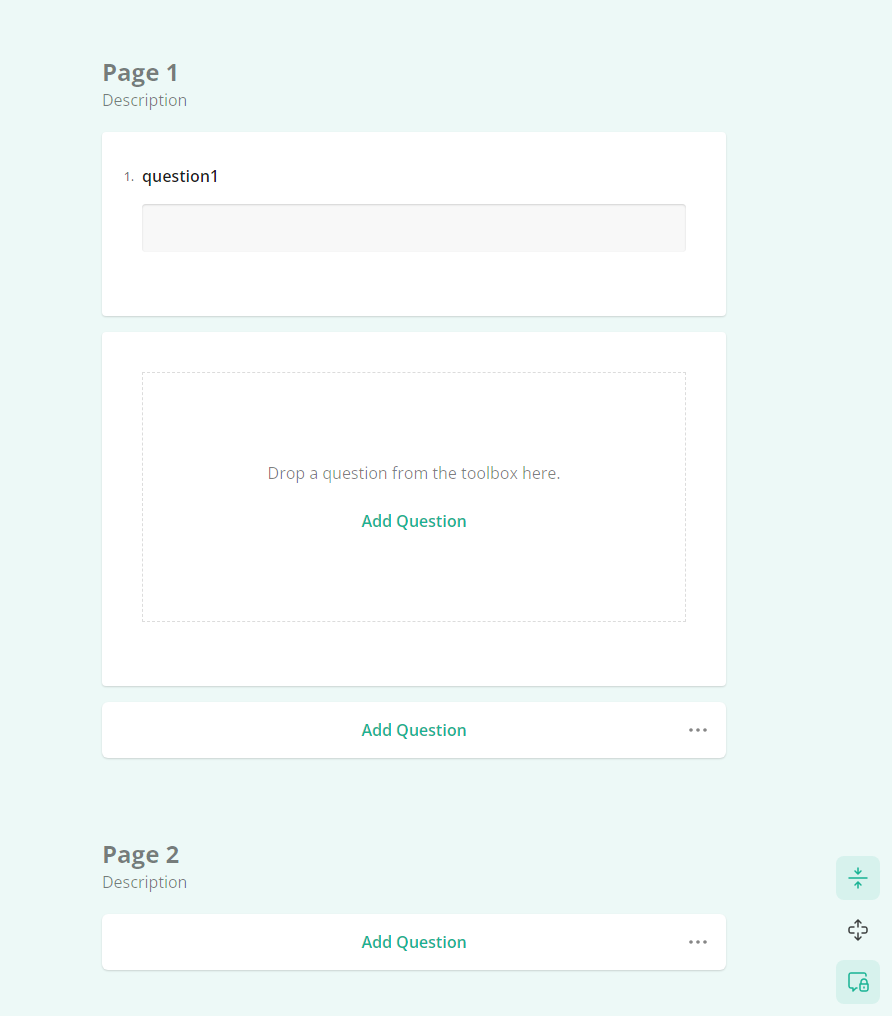 Page 1
Description
1. question1
Drop a question from the toolbox here.
Add Question
Add Question
Page 2
Description
Add Question